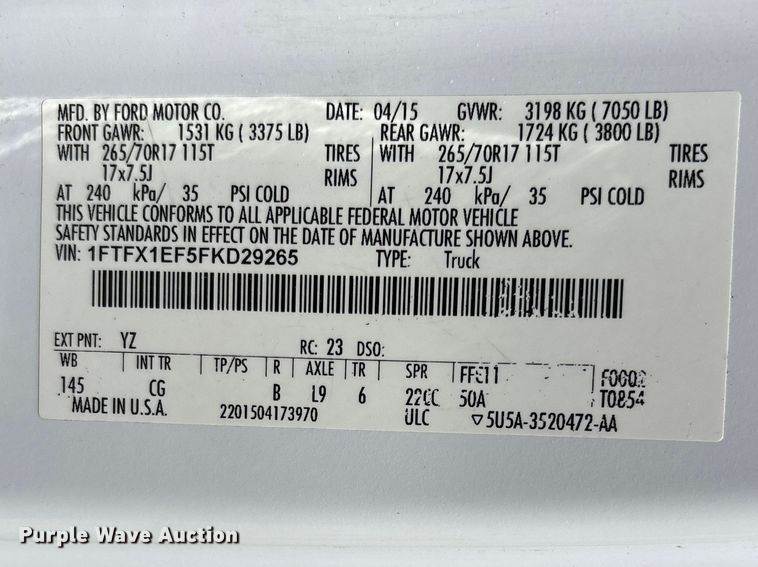 MFD. BY FORD MOTOR CO. DATE: 04/15 GVWR: 3198 KG ( 7050 LB)
FRONT GAWR: 1531 KG ( 3375 LB) REAR GAWR: 1724 KG ( 3800 LB)
WITH 265/70R17 115T TIRES WITH 265/70R17 115T TIRES
17x7.5J RIMS 17x7.5J RIMS
AT 240 kPa/ 35 PSI COLD AT 240 kPa/ 35 PSI COLD
THIS VEHICLE CONFORMS TO ALL APPLICABLE FEDERAL MOTOR VEHICLE
SAFETY STANDARDS IN EFFECT ON THE DATE OF MANUFACTURE SHOWN ABOVE.
VIN: 1FTFX1EF5FKD29265 TYPE: Truck
EXT PNT: YZ RC: 23 DSO:
WB INT TR TP/PS R AXLE TR SPR
145 CG B L9 6 50A T0854
MADE IN U.S.A. 2201504173970 ULC 5U5A-3520472-AA
Purple Wave Auction